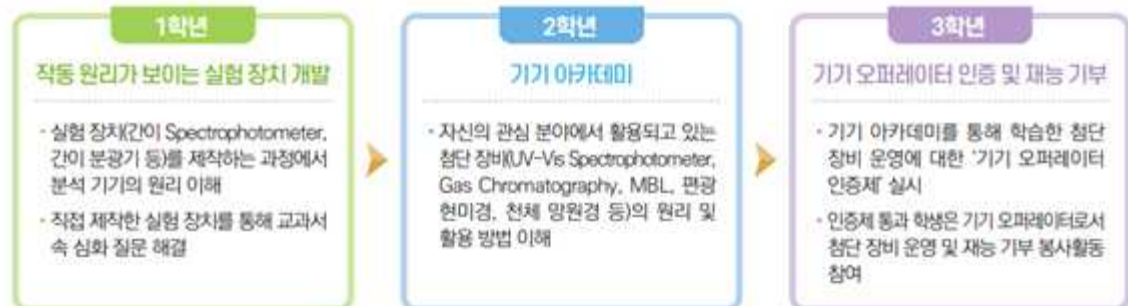 1학년
작동 원리가 보이는 실험 장치 개발
· 실험 장치(간이 Spectrophotometer,
간이 분광기 등)를 제작하는 과정에서
분석 기기의 원리 이해
· 직접 제작한 실험 장치를 통해 교과서
속 심화 질문 해결
2학년
기기 아카데미
· 자신의 관심 분야에서 활용되고 있는
첨단 장비(UV-Vis Spectrophotometer,
Gas Chromatography, MBL, 편광
현미경, 천체 망원경 등)의 원리 및
활용 방법 이해
3학년
기기 오퍼레이터 인증 및 재능 기부
· 기기 아카데미를 통해 학습한 첨단
장비 운영에 대한 '기기 오퍼레이터
인증제' 실시
· 인증제 통과 학생은 기기 오퍼레이터로서
첨단 장비 운영 및 재능 기부 봉사활동
참여